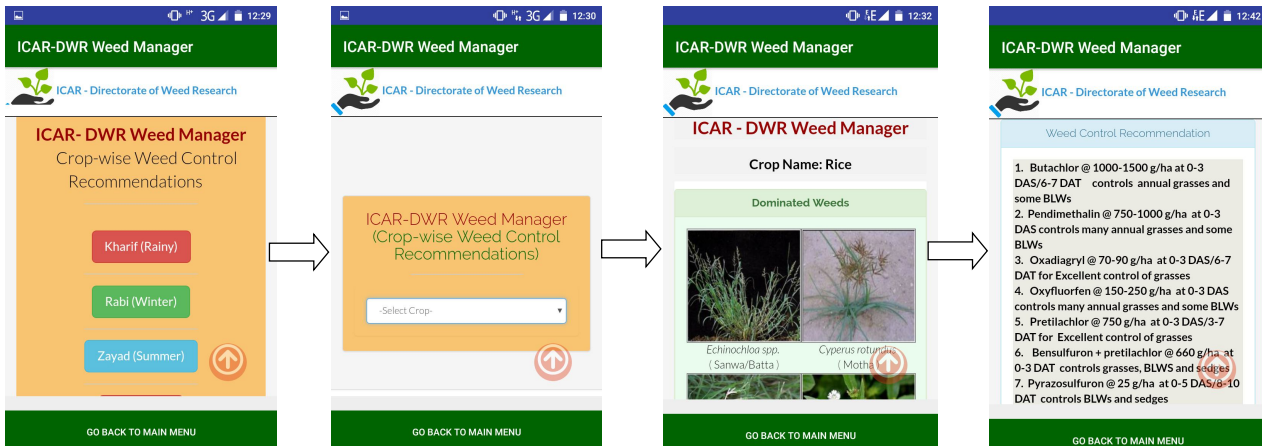 3G 12:29
ICAR-DWR Weed Manager
ICAR - Directorate of Weed Research
ICAR- DWR Weed Manager
Crop-wise Weed Control
Recommendations
Kharif (Rainy)
Rabi (Winter)
Zayad (Summer)
GO BACK TO MAIN MENU
3G 12:30
ICAR-DWR Weed Manager
ICAR - Directorate of Weed Research
ICAR-DWR Weed Manager
(Crop-wise Weed Control
Recommendations)
-Select Crop-
GO BACK TO MAIN MENU
12:32
ICAR-DWR Weed Manager
ICAR - Directorate of Weed Research
ICAR - DWR Weed Manager
Crop Name: Rice
Dominated Weeds
Echinochloa spp.
( Sanwa/Batta )
Cyperus rotundus
( Motha )
GO BACK TO MAIN MENU
12:42
ICAR-DWR Weed Manager
ICAR - Directorate of Weed Research
Weed Control Recommendation
1. Butachlor @ 1000-1500 g/ha at 0-3
DAS/6-7 DAT controls annual grasses and
some BLWs
2. Pendimethalin @ 750-1000 g/ha at 0-3
DAS controls many annual grasses and some
BLWs
3. Oxadiagryl @ 70-90 g/ha at 0-3 DAS/6-7
DAT for Excellent control of grasses
4. Oxyfluorfen @ 150-250 g/ha at 0-3 DAS
controls many annual grasses and some BLWs
5. Pretilachlor @ 750 g/ha at 0-3 DAS/3-7
DAT for Excellent control of grasses
6. Bensulfuron + pretilachlor @ 660 g/ha at
0-3 DAT controls grasses, BLWS and sedges
7. Pyrazosulfuron @ 25 g/ha at 0-5 DAS/8-10
DAT controls BLWs and sedges
GO BACK TO MAIN MENU